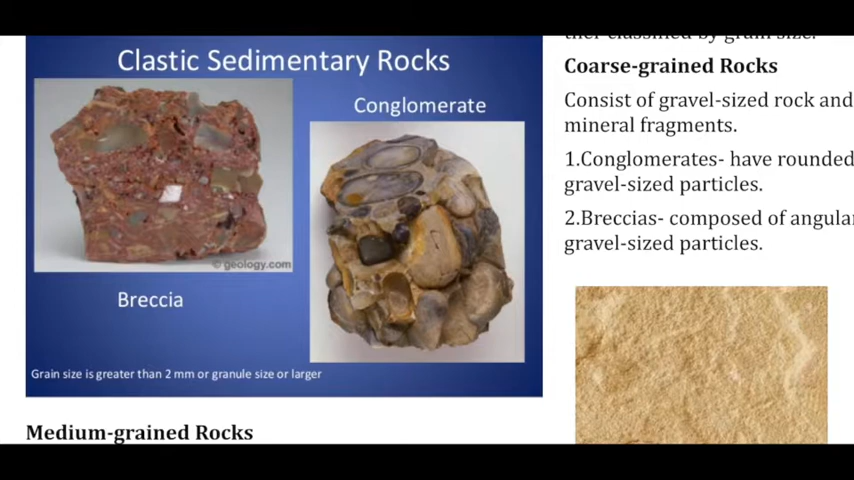 Clastic Sedimentary Rocks
Conglomerate
© geology.com
Breccia
Grain size is greater than 2 mm or granule size or larger
Medium-grained Rocks
ther classified by grain size.
Coarse-grained Rocks
Consist of gravel-sized rock and
mineral fragments.
1.Conglomerates- have rounded
gravel-sized particles.
2.Breccias- composed of angular
gravel-sized particles.